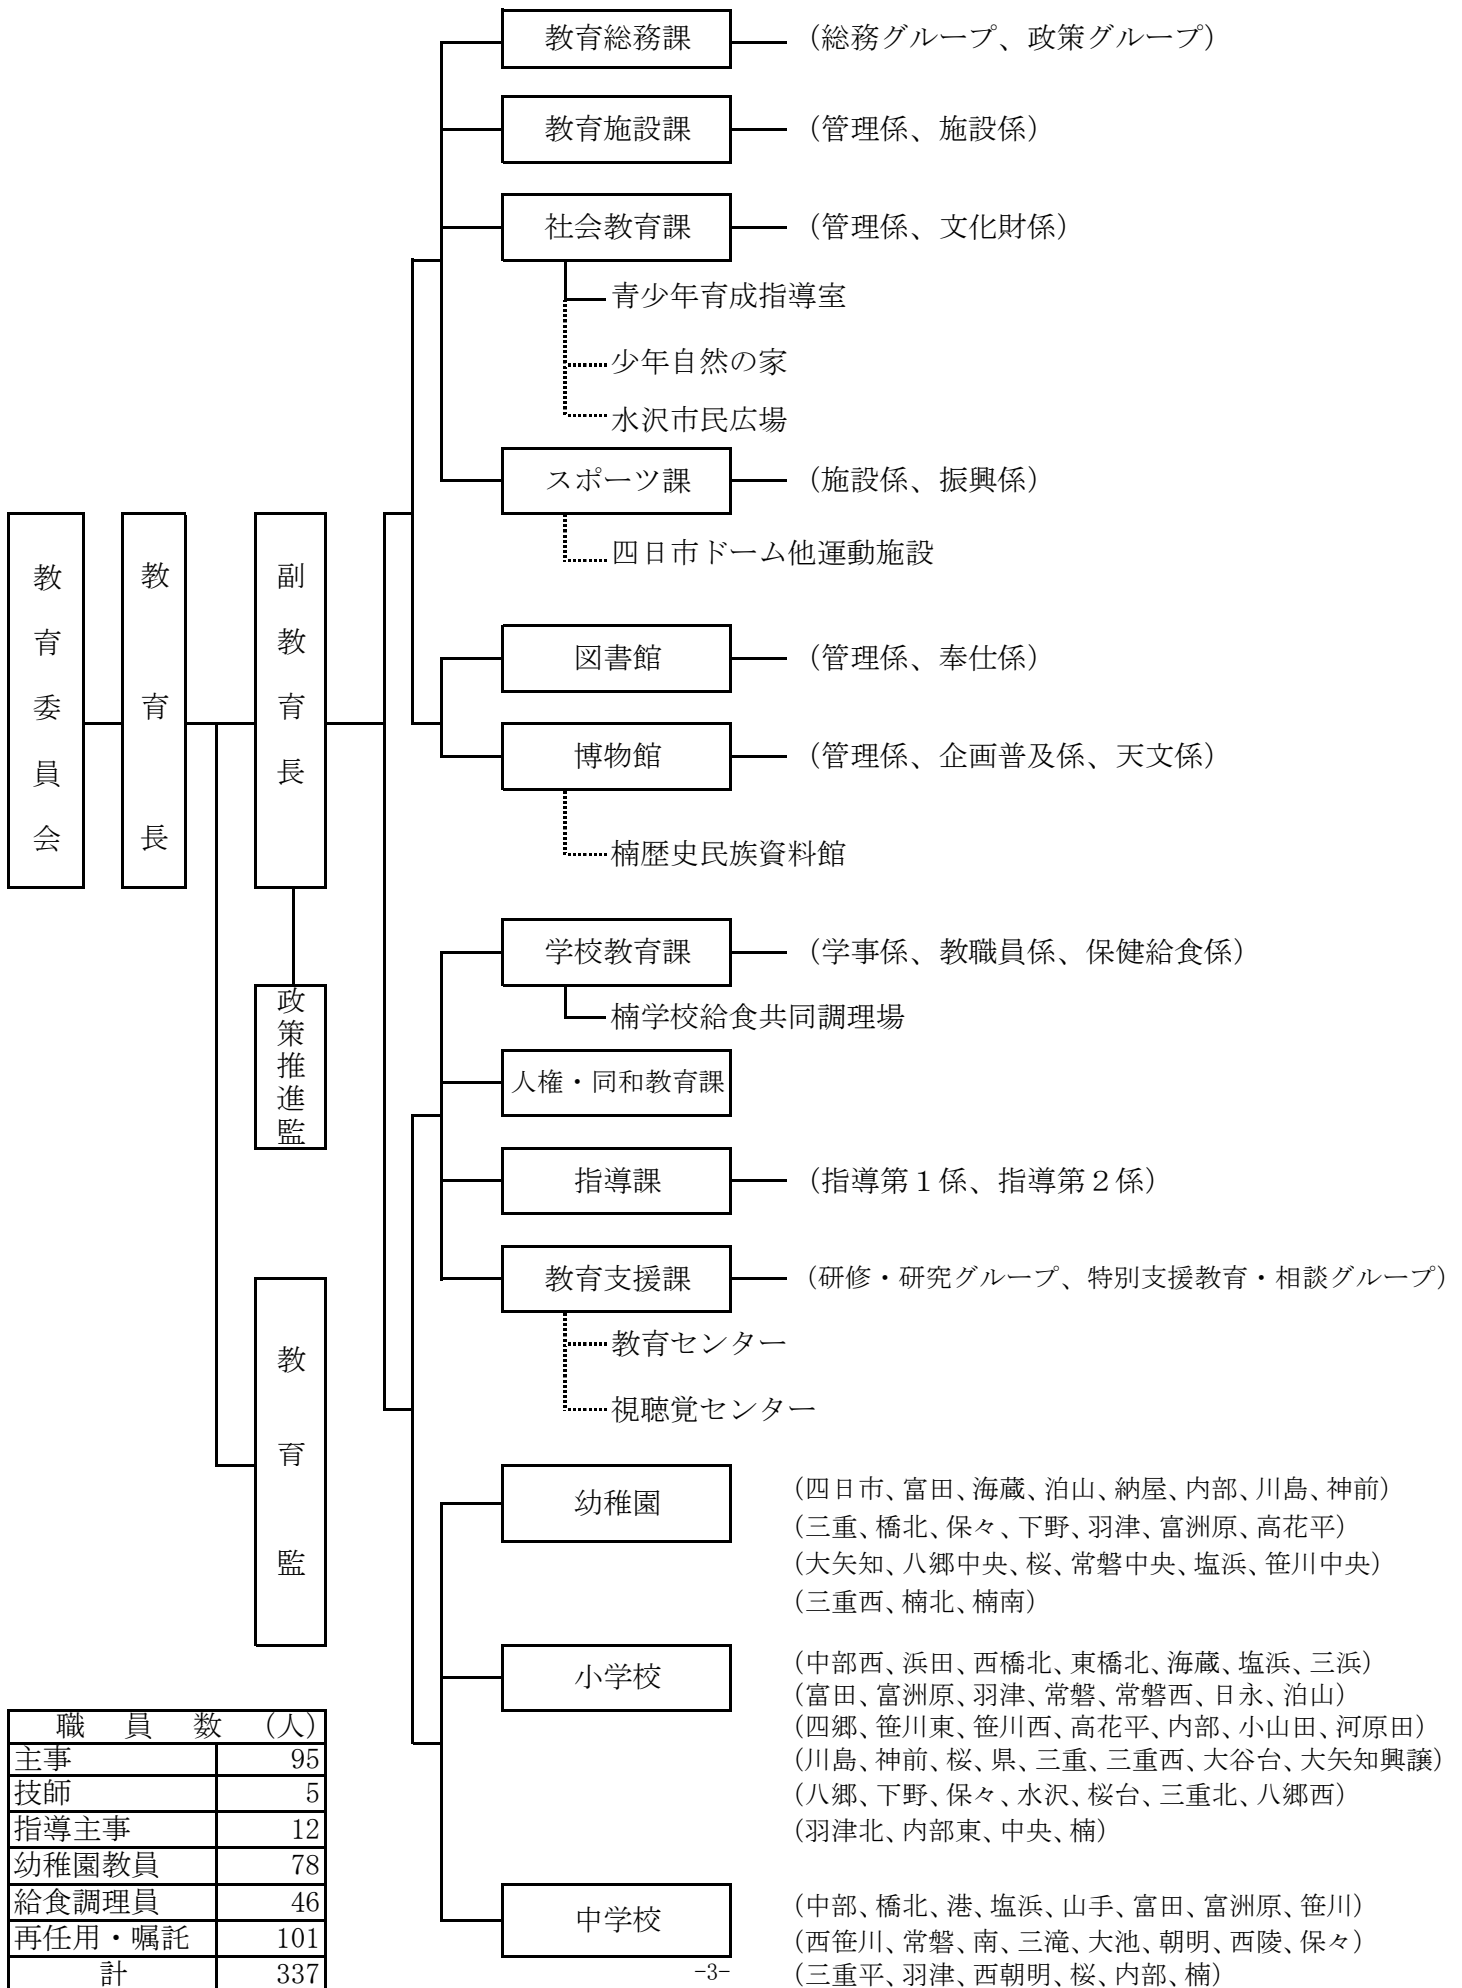 教育総務課
(総務グループ、政策グループ)
教育施設課
(管理係、施設係)
社会教育課
(管理係、文化財係)
青少年育成指導室
少年自然の家
水沢市民広場
スポーツ課
(施設係、振興係)
四日市ドーム他運動施設
教育委員会
教育長
副教育長
図書館
(管理係、奉仕係)
博物館
(管理係、企画普及係、天文係)
楠歴史民族資料館
政策推進監
学校教育課
(学事係、教職員係、保健給食係)
楠学校給食共同調理場
人権・同和教育課
指導課
(指導第１係、指導第２係)
教育支援課
(研修・研究グループ、特別支援教育・相談グループ)
教育センター
視聴覚センター
教育監
幼稚園
(四日市、富田、海蔵、泊山、納屋、内部、川島、神前)
(三重、橋北、保々、下野、羽津、富洲原、高花平)
(大矢知、八郷中央、桜、常磐中央、塩浜、笹川中央)
(三重西、楠北、楠南)
小学校
(中部西、浜田、西橋北、東橋北、海蔵、塩浜、三浜)
(富田、富洲原、羽津、常磐、常磐西、日永、泊山)
(四郷、笹川東、笹川西、高花平、内部、小山田、河原田)
(川島、神前、桜、県、三重、三重西、大谷台、大矢知興譲)
(八郷、下野、保々、水沢、桜台、三重北、八郷西)
(羽津北、内部東、中央、楠)
中学校
(中部、橋北、港、塩浜、山手、富田、富洲原、笹川)
(西笹川、常磐、南、三滝、大池、朝明、西陵、保々)
(三重平、羽津、西朝明、桜、内部、楠)
職員数 (人)
主事 95
技師 5
指導主事 12
幼稚園教員 78
給食調理員 46
再任用・嘱託 101
計 337
-3-